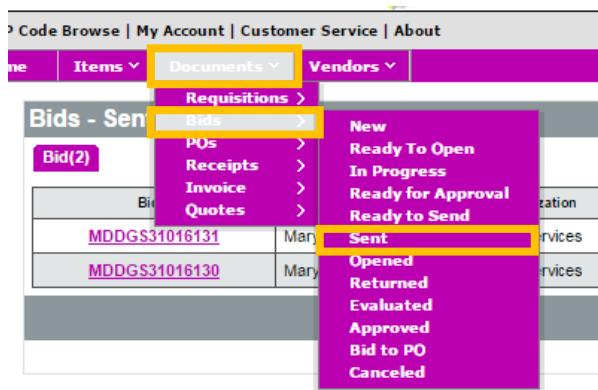 P Code Browse | My Account | Customer Service | About
me Items Documents Vendors
Requisitions
Bids - Sen
Bids
New
Bid(2)
POs
Ready To Open
Receipts
In Progress
Invoice
Ready for Approval
Bi
Quotes
Ready to Send
zation
MDDGS31016131
Mary
Sent
rvices
Opened
MDDGS31016130
Mary
Returned
rvices
Evaluated
Approved
Bid to PO
Canceled